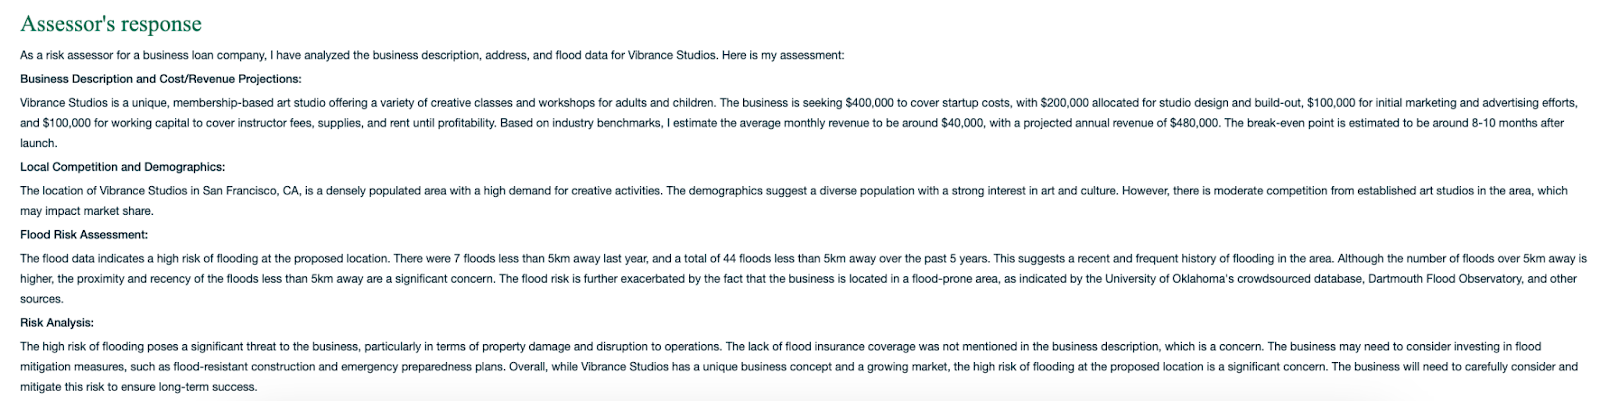 Assessor's response
As a risk assessor for a business loan company, I have analyzed the business description, address, and flood data for Vibrance Studios. Here is my assessment:
Business Description and Cost/Revenue Projections:
Vibrance Studios is a unique, membership-based art studio offering a variety of creative classes and workshops for adults and children. The business is seeking $400,000 to cover startup costs, with $200,000 allocated for studio design and build-out, $100,000 for initial marketing and advertising efforts,
and $100,000 for working capital to cover instructor fees, supplies, and rent until profitability. Based on industry benchmarks, I estimate the average monthly revenue to be around $40,000, with a projected annual revenue of $480,000. The break-even point is estimated to be around 8-10 months after
launch.
Local Competition and Demographics:
The location of Vibrance Studios in San Francisco, CA, is a densely populated area with a high demand for creative activities. The demographics suggest a diverse population with a strong interest in art and culture. However, there is moderate competition from established art studios in the area, which
may impact market share.
Flood Risk Assessment:
The flood data indicates a high risk of flooding at the proposed location. There were 7 floods less than 5km away last year, and a total of 44 floods less than 5km away over the past 5 years. This suggests a recent and frequent history of flooding in the area. Although the number of floods over 5km away is
higher, the proximity and recency of the floods less than 5km away are a significant concern. The flood risk is further exacerbated by the fact that the business is located in a flood-prone area, as indicated by the University of Oklahoma's crowdsourced database, Dartmouth Flood Observatory, and other
sources.
Risk Analysis:
The high risk of flooding poses a significant threat to the business, particularly in terms of property damage and disruption to operations. The lack of flood insurance coverage was not mentioned in the business description, which is a concern. The business may need to consider investing in flood
mitigation measures, such as flood-resistant construction and emergency preparedness plans. Overall, while Vibrance Studios has a unique business concept and a growing market, the high risk of flooding at the proposed location is a significant concern. The business will need to carefully consider and
mitigate this risk to ensure long-term success.